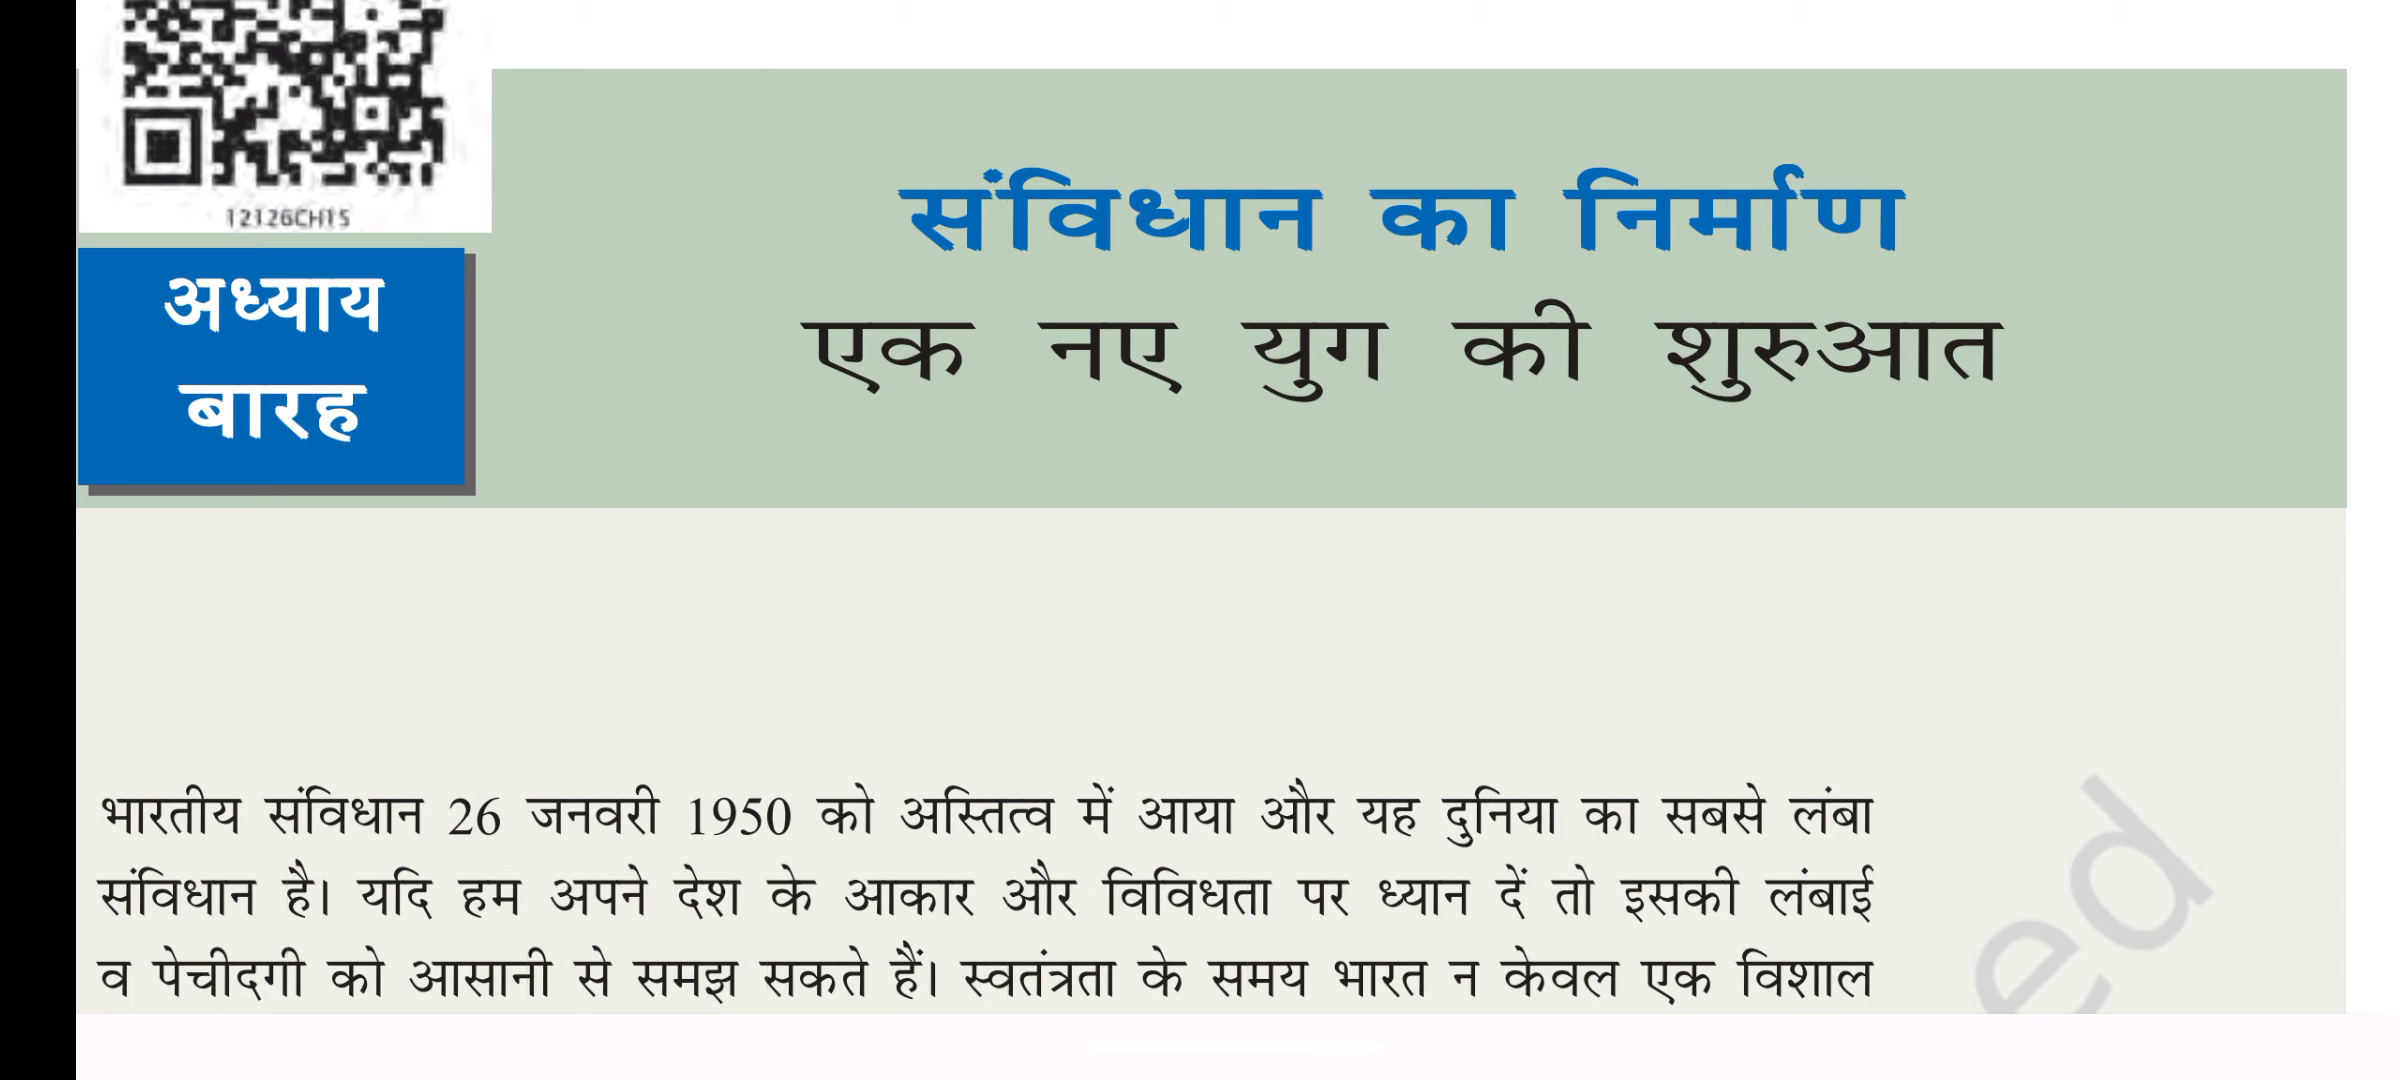 12126CH15
अध्याय
बारह
संविधान का निर्माण
एक नए युग की शुरुआत
भारतीय संविधान 26 जनवरी 1950 को अस्तित्व में आया और यह दुनिया का सबसे लंबा
संविधान है। यदि हम अपने देश के आकार और विविधता पर ध्यान दें तो इसकी लंबाई
व पेचीदगी को आसानी से समझ सकते हैं। स्वतंत्रता के समय भारत न केवल एक विशाल
ed